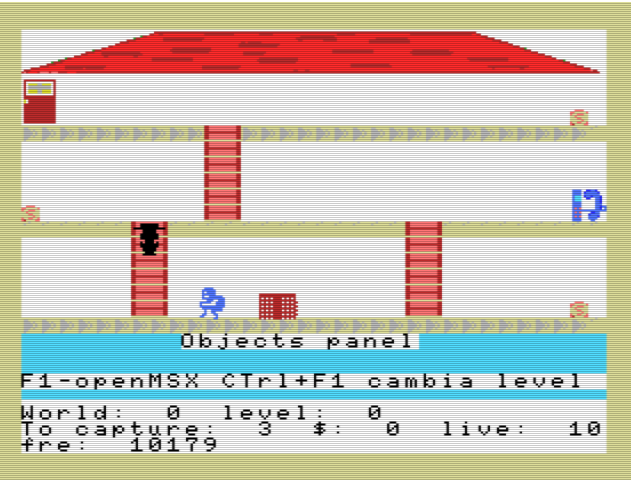 Objects panel
F1-openMSX CTrl+F1 cambia level
World: 0 level: 0
To capture: 3 $: 0 live: 10
fre: 10179